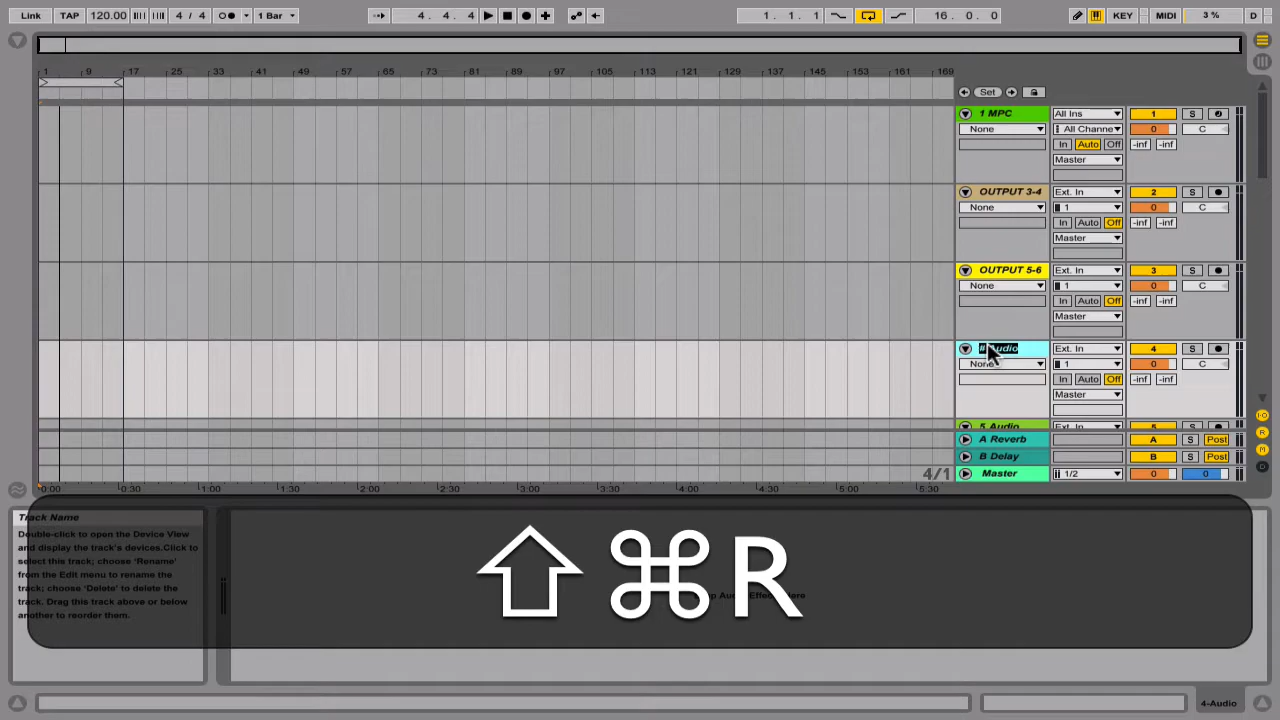 Link TAP 120.00 4 / 4 1 Bar 4. 4. 4 1. 1. 1 16. 0. 0 KEY MIDI 3 % D
1 9 17 25 33 41 49 57 65 73 81 89 97 105 113 121 129 137 145 153 161 169
Set
1 MPC All Ins 1 S
None All Channe 0 C
In Auto Off -inf -inf
Master
OUTPUT 3-4 Ext. In 2 S
None 1 0 C
In Auto Off -inf -inf
Master
OUTPUT 5-6 Ext. In 3 S
None 1 0 C
In Auto Off -inf -inf
Master
# Audio Ext. In 4 S
None 1 0 C
In Auto Off -inf -inf
Master
5 Audio Ext. In 5 S
A Reverb A S Post
B Delay B S Post
4/1 Master 1/2 0 0
0:00 0:30 1:00 1:30 2:00 2:30 3:00 3:30 4:00 4:30 5:00 5:30
I-O
R
M
D
Track Name
Double-click to open the Device View
and display the track's devices.Click to
select this track; choose 'Rename'
from the Edit menu to rename the
track; choose 'Delete' to delete the
track. Drag this track above or below
another to reorder them.
⇧ ⌘ R
4-Audio